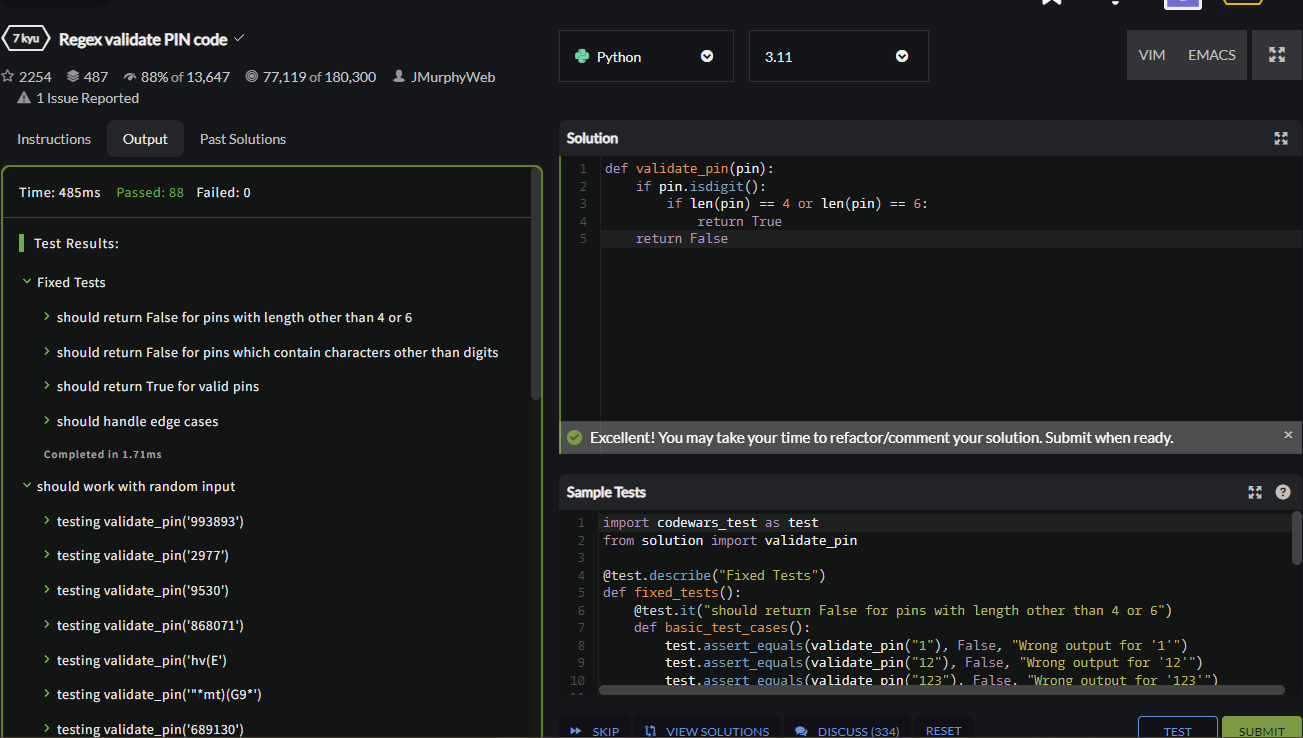 7 kyu Regex validate PIN code
2254 487 88% of 13,647 77,119 of 180,300 JMurphyWeb
1 Issue Reported
Instructions Output Past Solutions
Time: 485ms Passed: 88 Failed: 0
Test Results:
Fixed Tests
should return False for pins with length other than 4 or 6
should return False for pins which contain characters other than digits
should return True for valid pins
should handle edge cases
Completed in 1.71ms
should work with random input
testing validate_pin('993893')
testing validate_pin('2977')
testing validate_pin('9530')
testing validate_pin('868071')
testing validate_pin('hv(E')
testing validate_pin('"*mt)(G9*')
testing validate_pin('689130')
Python 3.11 VIM EMACS
Solution
1 def validate_pin(pin):
2     if pin.isdigit():
3         if len(pin) == 4 or len(pin) == 6:
4             return True
5     return False
Excellent! You may take your time to refactor/comment your solution. Submit when ready. ×
Sample Tests ?
1 import codewars_test as test
2 from solution import validate_pin
3
4 @test.describe("Fixed Tests")
5 def fixed_tests():
6     @test.it("should return False for pins with length other than 4 or 6")
7     def basic_test_cases():
8         test.assert_equals(validate_pin("1"), False, "Wrong output for '1'")
9         test.assert_equals(validate_pin("12"), False, "Wrong output for '12'")
10         test.assert_equals(validate_pin("123"), False, "Wrong output for '123'")
SKIP VIEW SOLUTIONS DISCUSS (334) RESET TEST SUBMIT